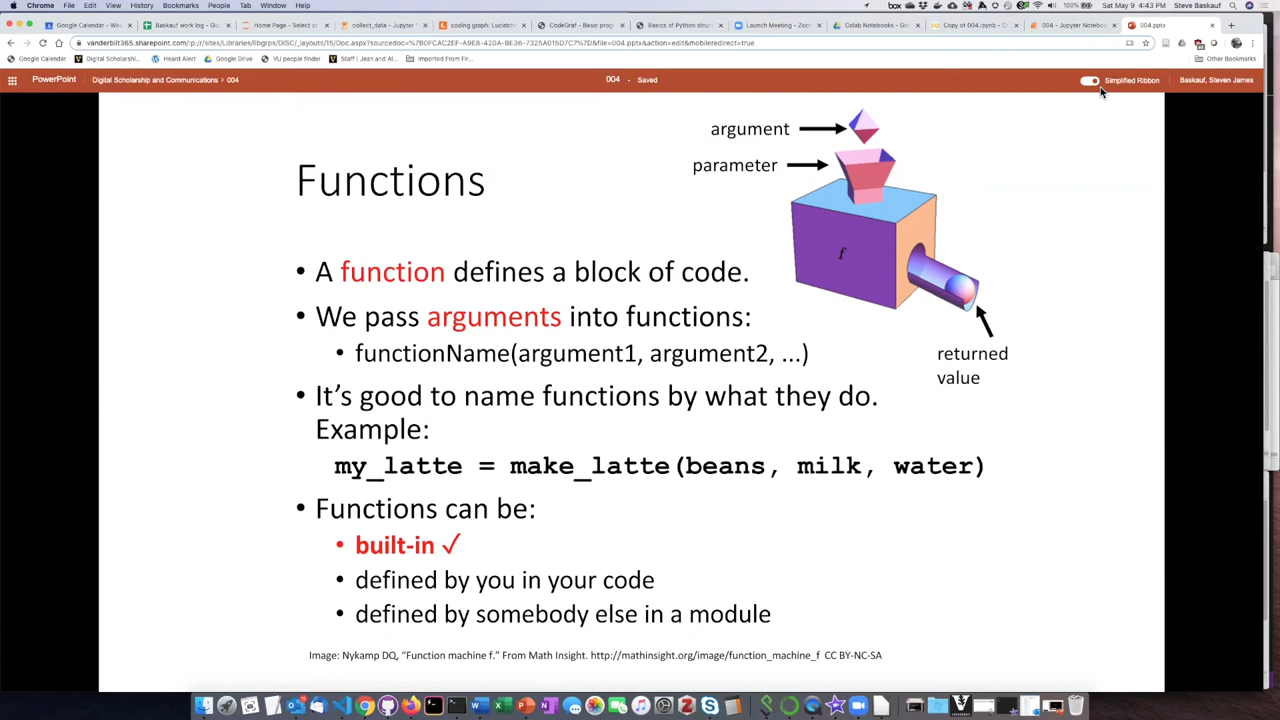 Chrome File Edit View History Bookmarks People Tab Window Help
box 100% Sat May 9 4:43 PM Steve Baskauf
Google Calendar - We
Baskauf work log - Go
Home Page - Select or
collect_data - Jupyter
coding graph: Lucidch
CodeGraf - Basic prog
Basics of Python struc
Launch Meeting - Zoo
Colab Notebooks - Go
Copy of 004.ipynb - Co
004 - Jupyter Notebook
004.pptx
vanderbilt365.sharepoint.com/:p:/r/sites/Libraries/libgrps/DiSC/_layouts/15/Doc.aspx?sourcedoc=%7B0FCAC2EF-A9E8-420A-BE36-7325A015D7C7%7D&file=004.pptx&action=edit&mobileredirect=true
Google Calendar Digital Scholarshi... Heard Alert Google Drive VU people finder Staff | Jean and Al... Imported From Fir... Other Bookmarks
PowerPoint Digital Scholarship and Communications > 004 004 - Saved Simplified Ribbon Baskauf, Steven James
argument
parameter
Functions
f
• A function defines a block of code.
• We pass arguments into functions:
• functionName(argument1, argument2, ...)
returned
value
• It's good to name functions by what they do.
Example:
my_latte = make_latte(beans, milk, water)
• Functions can be:
• built-in ✓
• defined by you in your code
• defined by somebody else in a module
Image: Nykamp DQ, “Function machine f.” From Math Insight. http://mathinsight.org/image/function_machine_f CC BY-NC-SA